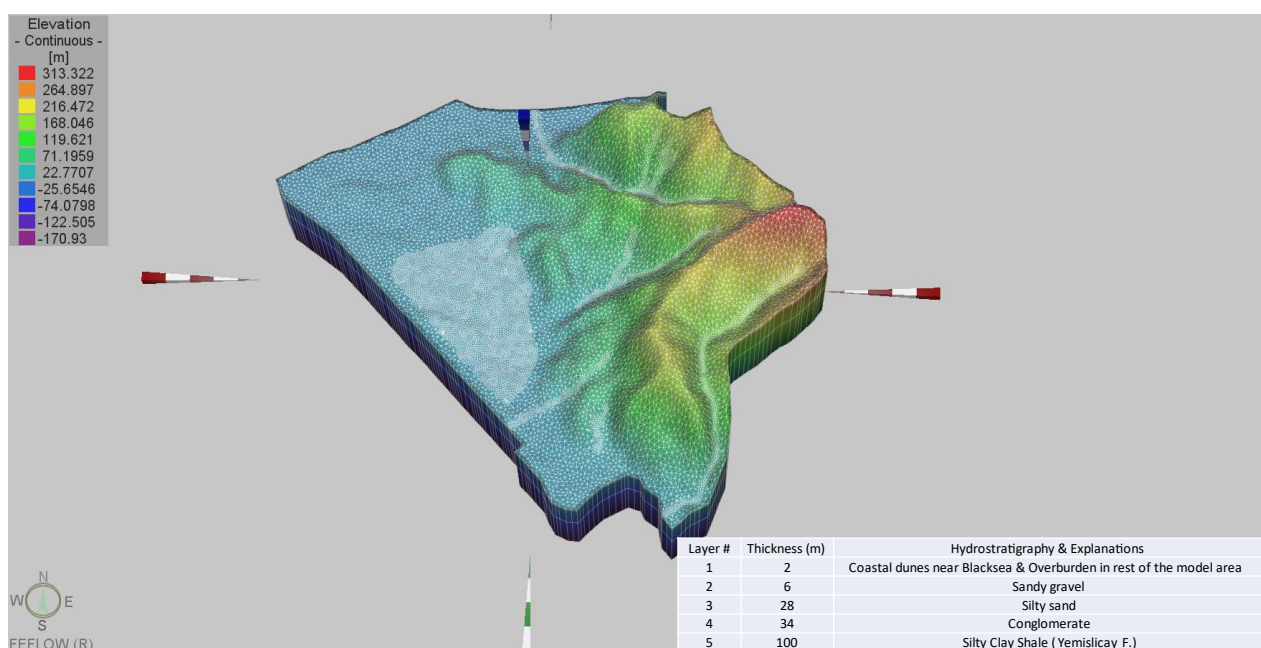 Elevation
- Continuous -
[m]
313.322
264.897
216.472
168.046
119.621
71.1959
22.7707
-25.6546
-74.0798
-122.505
-170.93
N
W E
S
FEFLOW (R)
Layer # Thickness (m) Hydrostratigraphy & Explanations
1 2 Coastal dunes near Blacksea & Overburden in rest of the model area
2 6 Sandy gravel
3 28 Silty sand
4 34 Conglomerate
5 100 Silty Clay Shale ( Yemislicay F.)